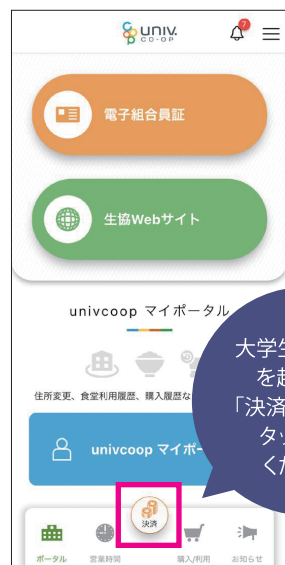 univ.
CO-OP
7
電子組合員証
生協Webサイト
univcoop マイポータル
住所変更、食堂利用履歴、購入履歴な
univcoop マイポー
大学生
を起
「決済
タッ
くだ
決済
ポータル
営業時間
購入/利用
お知らせ